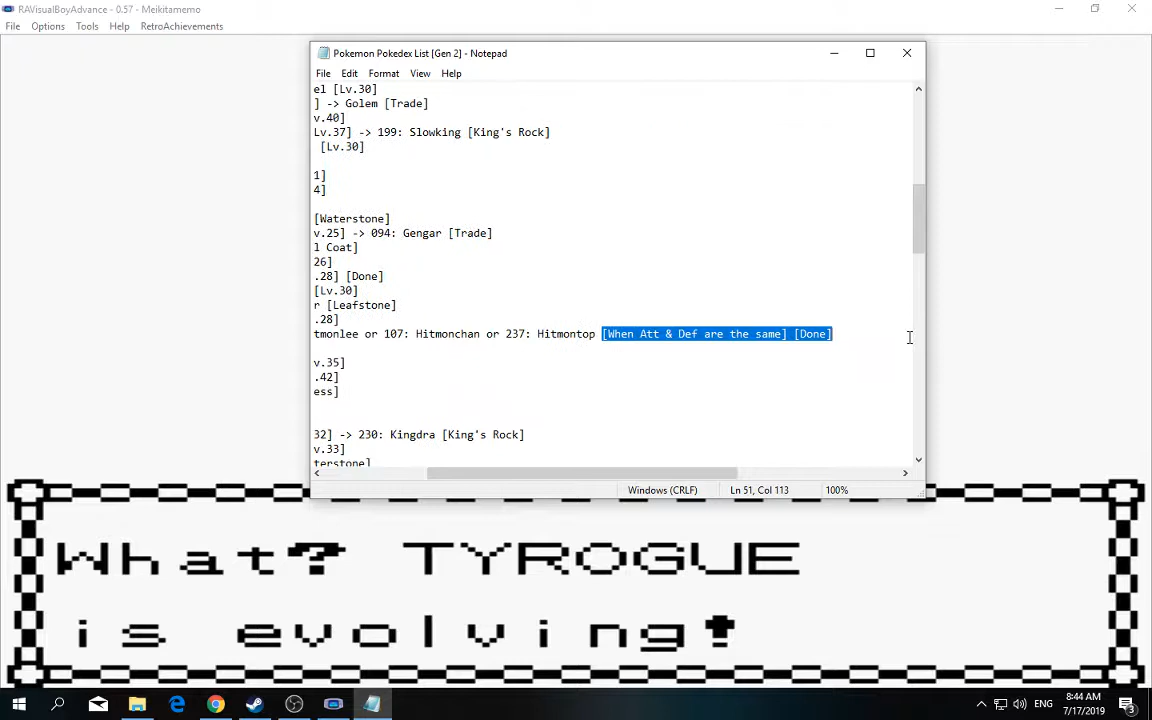 RAVisualBoyAdvance - 0.57 - Meikitamemo
File Options Tools Help RetroAchievements
Pokemon Pokedex List [Gen 2] - Notepad
File Edit Format View Help
el [Lv.30]
] -> Golem [Trade]
v.40]
Lv.37] -> 199: Slowking [King's Rock]
[Lv.30]
1]
4]
[Waterstone]
v.25] -> 094: Gengar [Trade]
l Coat]
26]
.28] [Done]
[Lv.30]
r [Leafstone]
.28]
tmonlee or 107: Hitmonchan or 237: Hitmontop [When Att & Def are the same] [Done]
v.35]
.42]
ess]
32] -> 230: Kingdra [King's Rock]
v.33]
terstone]
Windows (CRLF) Ln 51, Col 113 100%
What? TYROGUE
is evolving!
ENG
8:44 AM
7/17/2019
3